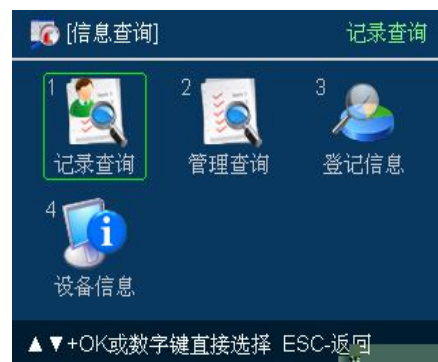 [信息查询] 记录查询
1 2 3
记录查询 管理查询 登记信息
4
设备信息
▲▼+OK或数字键直接选择 ESC-返回